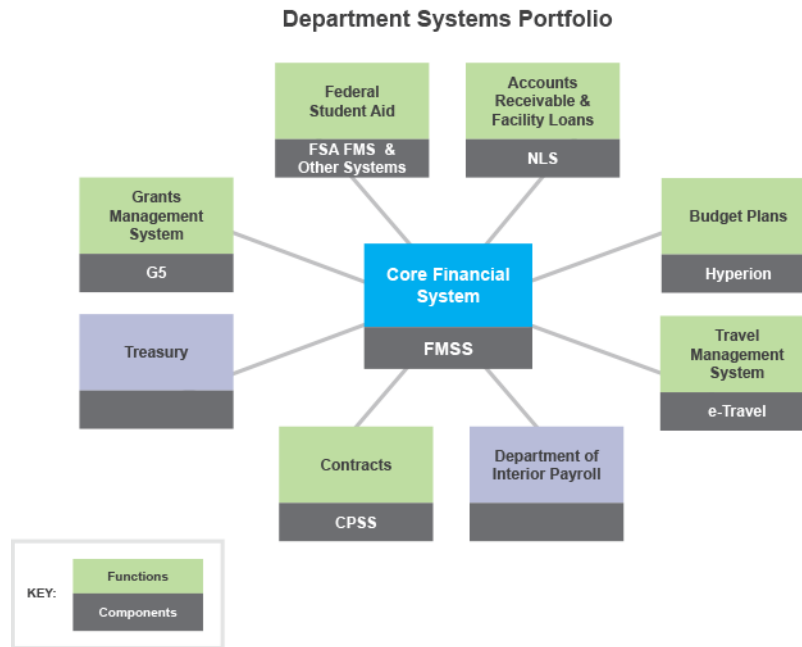 Department Systems Portfolio
Federal
Student Aid
FSA FMS &
Other Systems
Accounts
Receivable &
Facility Loans
NLS
Grants
Management
System
G5
Budget Plans
Hyperion
Core Financial
System
FMSS
Treasury
Travel
Management
System
e-Travel
Contracts
CPSS
Department of
Interior Payroll
KEY:
Functions
Components